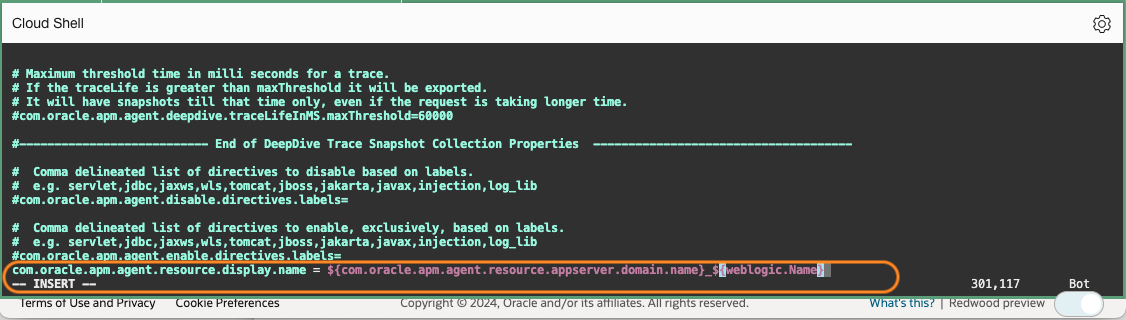 Cloud Shell
# Maximum threshold time in milli seconds for a trace.
# If the traceLife is greater than maxThreshold it will be exported.
# It will have snapshots till that time only, even if the request is taking longer time.
#com.oracle.apm.agent.deepdive.traceLifeInMS.maxThreshold=60000
#--------------------------- End of DeepDive Trace Snapshot Collection Properties -------------------------------------
#  Comma delineated list of directives to disable based on labels.
#  e.g. servlet,jdbc,jaxws,wls,tomcat,jboss,jakarta,javax,injection,log_lib
#com.oracle.apm.agent.disable.directives.labels=
#  Comma delineated list of directives to enable, exclusively, based on labels.
#  e.g. servlet,jdbc,jaxws,wls,tomcat,jboss,jakarta,javax,injection,log_lib
#com.oracle.apm.agent.enable.directives.labels=
com.oracle.apm.agent.resource.display.name = ${com.oracle.apm.agent.resource.appserver.domain.name}_${weblogic.Name}
-- INSERT -- 301,117 Bot
Terms of Use and Privacy Cookie Preferences Copyright © 2024, Oracle and/or its affiliates. All rights reserved. What's this? | Redwood preview